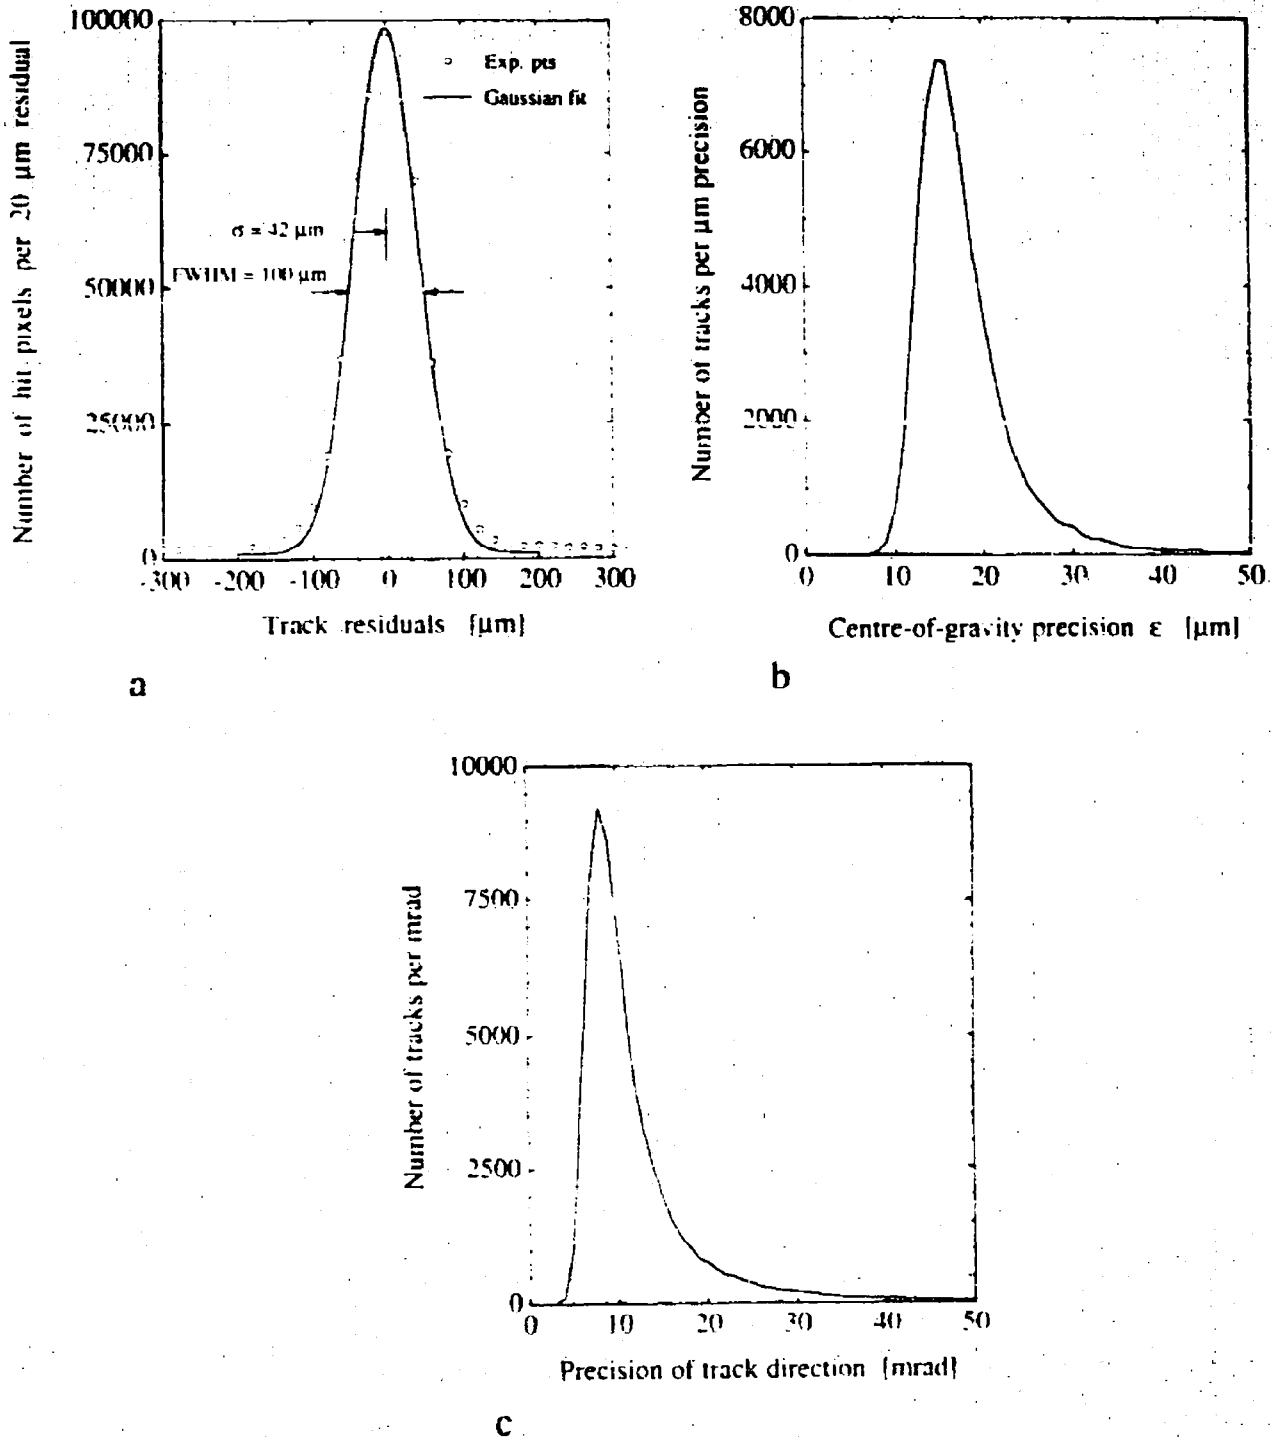 100000
75000
50000
25000
0
-300 -200 -100 0 100 200 300
Number of hit pixels per 20 μm residual
Exp. pts
Gaussian fit
σ = 42 μm
FWHM = 100 μm
Track residuals [μm]
a
8000
6000
4000
2000
0
0 10 20 30 40 50
Number of tracks per μm precision
Centre-of-gravity precision ε [μm]
b
10000
7500
5000
2500
0
0 10 20 30 40 50
Number of tracks per mrad
Precision of track direction [mrad]
c